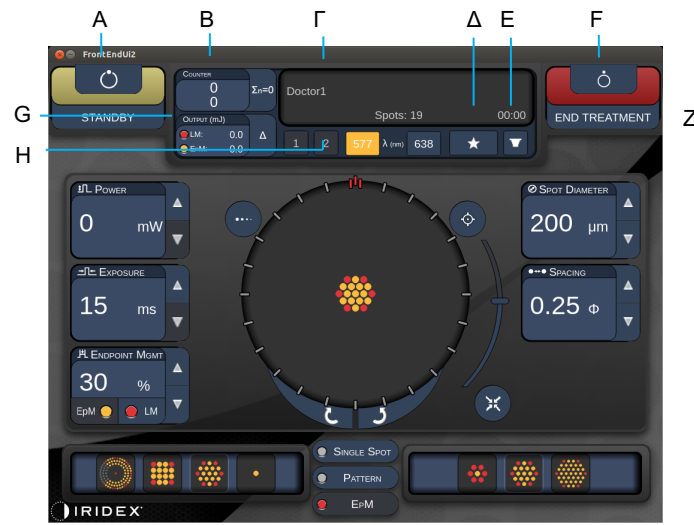 A B Γ Δ E F
FrontEndUi2
STANDBY
COUNTER
0
0
Σn=0
OUTPUT (mJ)
LM: 0.0
EPM: 0.0
Δ
Doctor1
Spots: 19 00:00
1 2 577 λ (nm) 638
END TREATMENT
G
H
Z
POWER
0 mW
EXPOSURE
15 ms
ENDPOINT MGMT
30 %
EpM LM
SPOT DIAMETER
200 μm
SPACING
0.25 Φ
SINGLE SPOT
PATTERN
EPM
IRIDEX